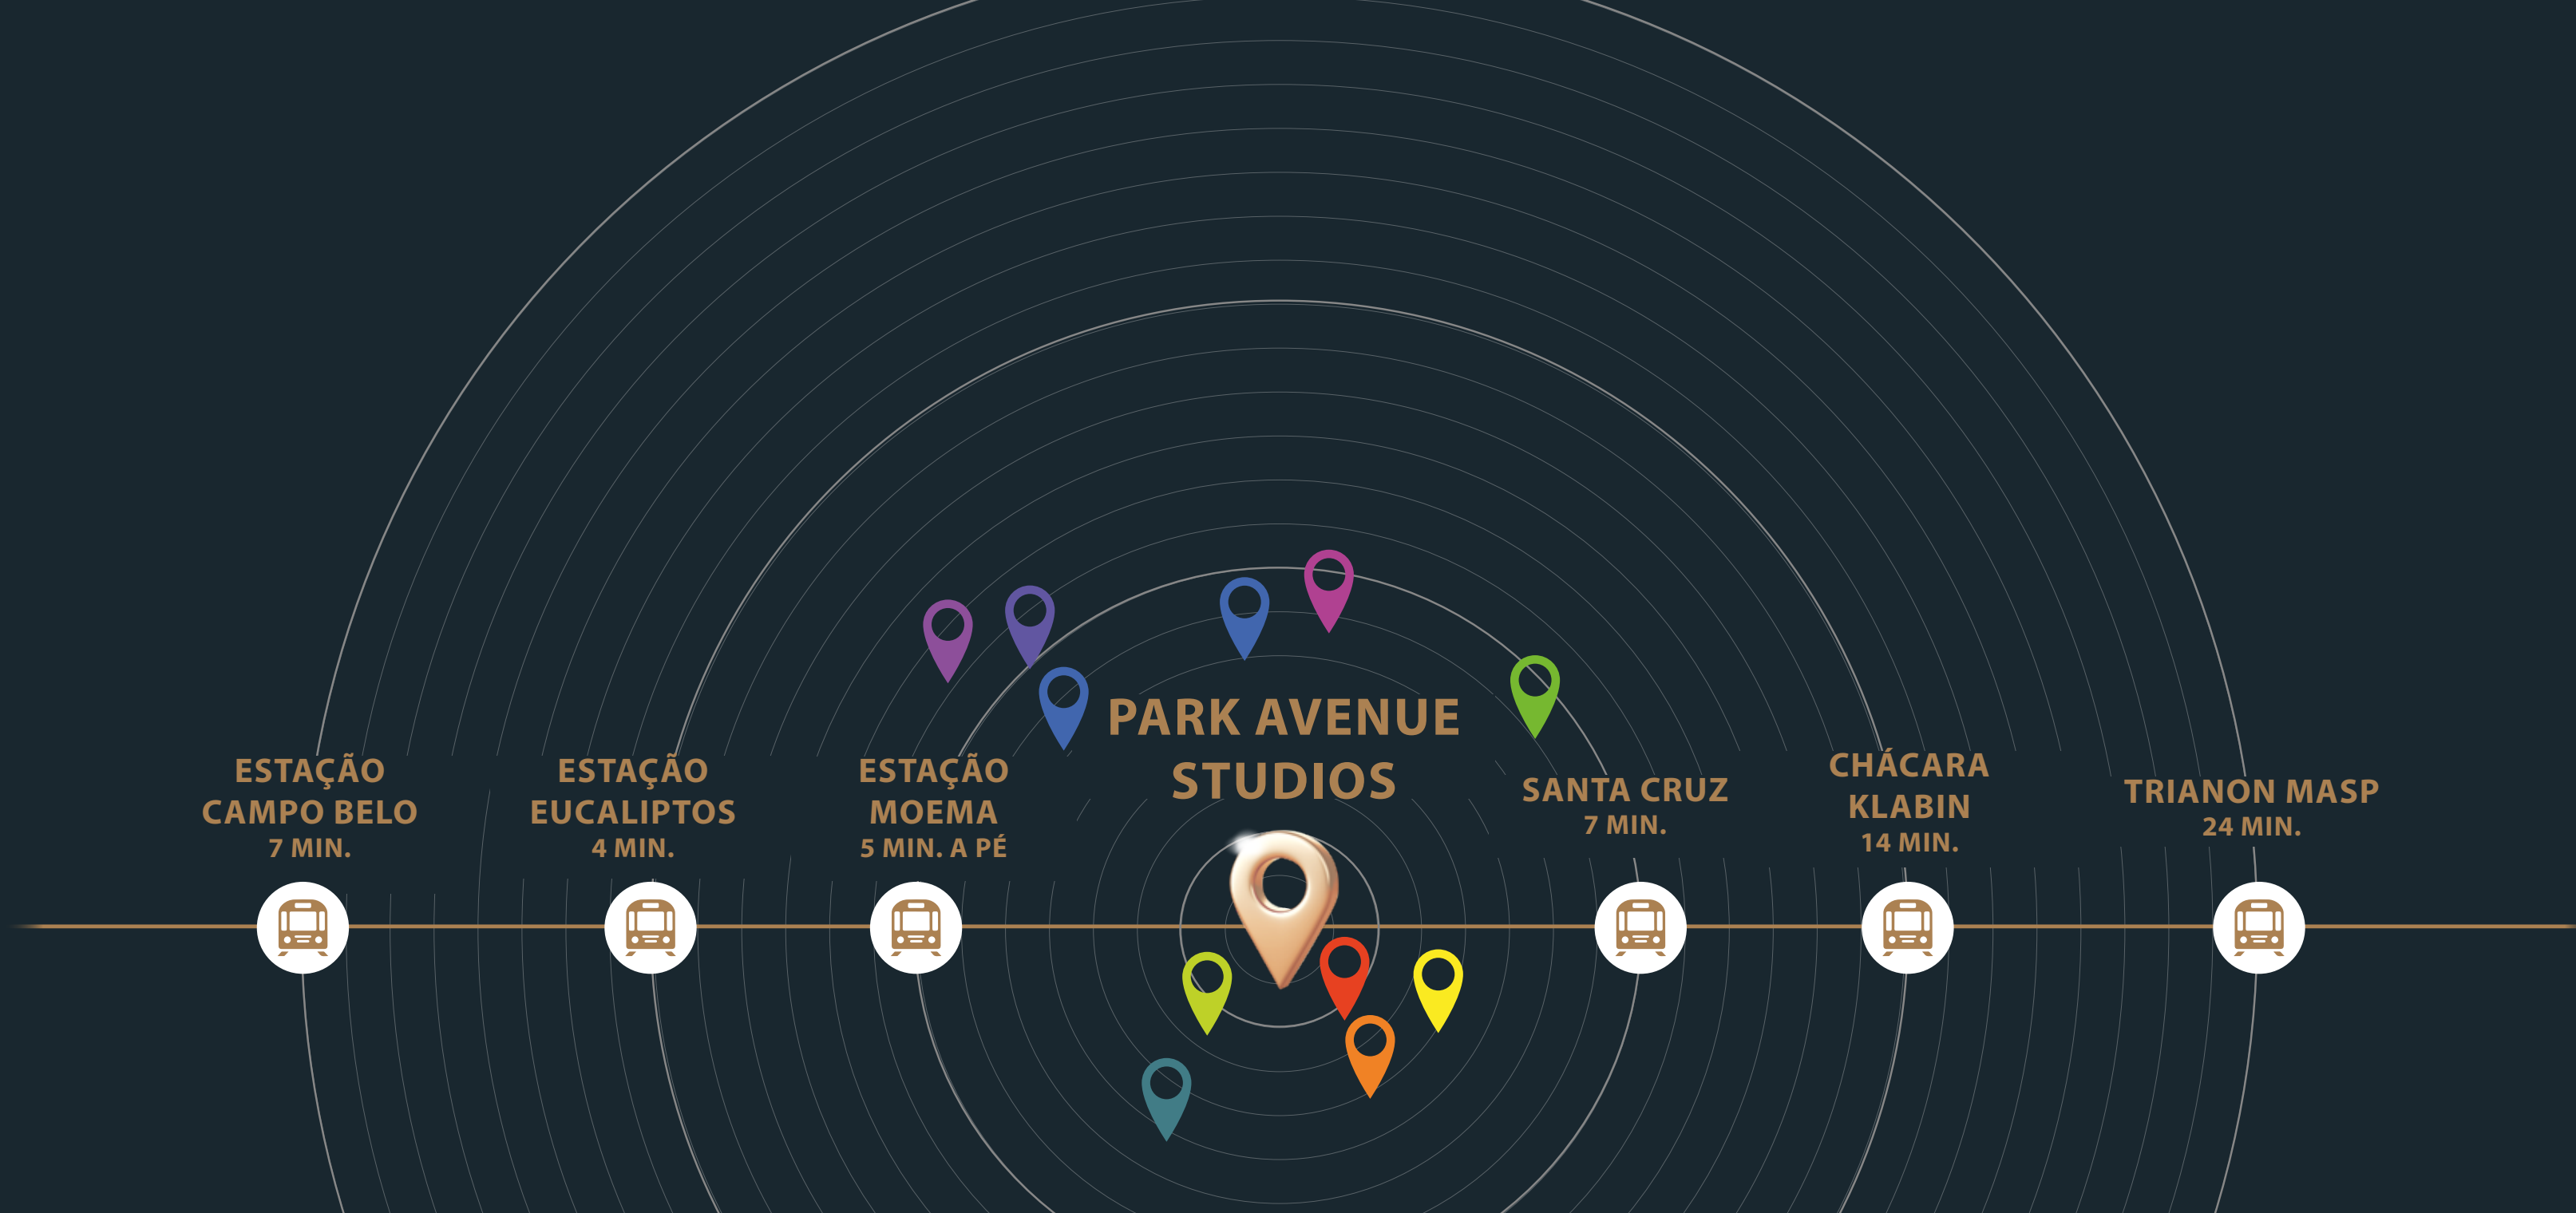 PARK AVENUE
STUDIOS
ESTAÇÃO
CAMPO BELO
7 MIN.
ESTAÇÃO
EUCALIPTOS
4 MIN.
ESTAÇÃO
MOEMA
5 MIN. A PÉ
SANTA CRUZ
7 MIN.
CHÁCARA
KLABIN
14 MIN.
TRIANON MASP
24 MIN.